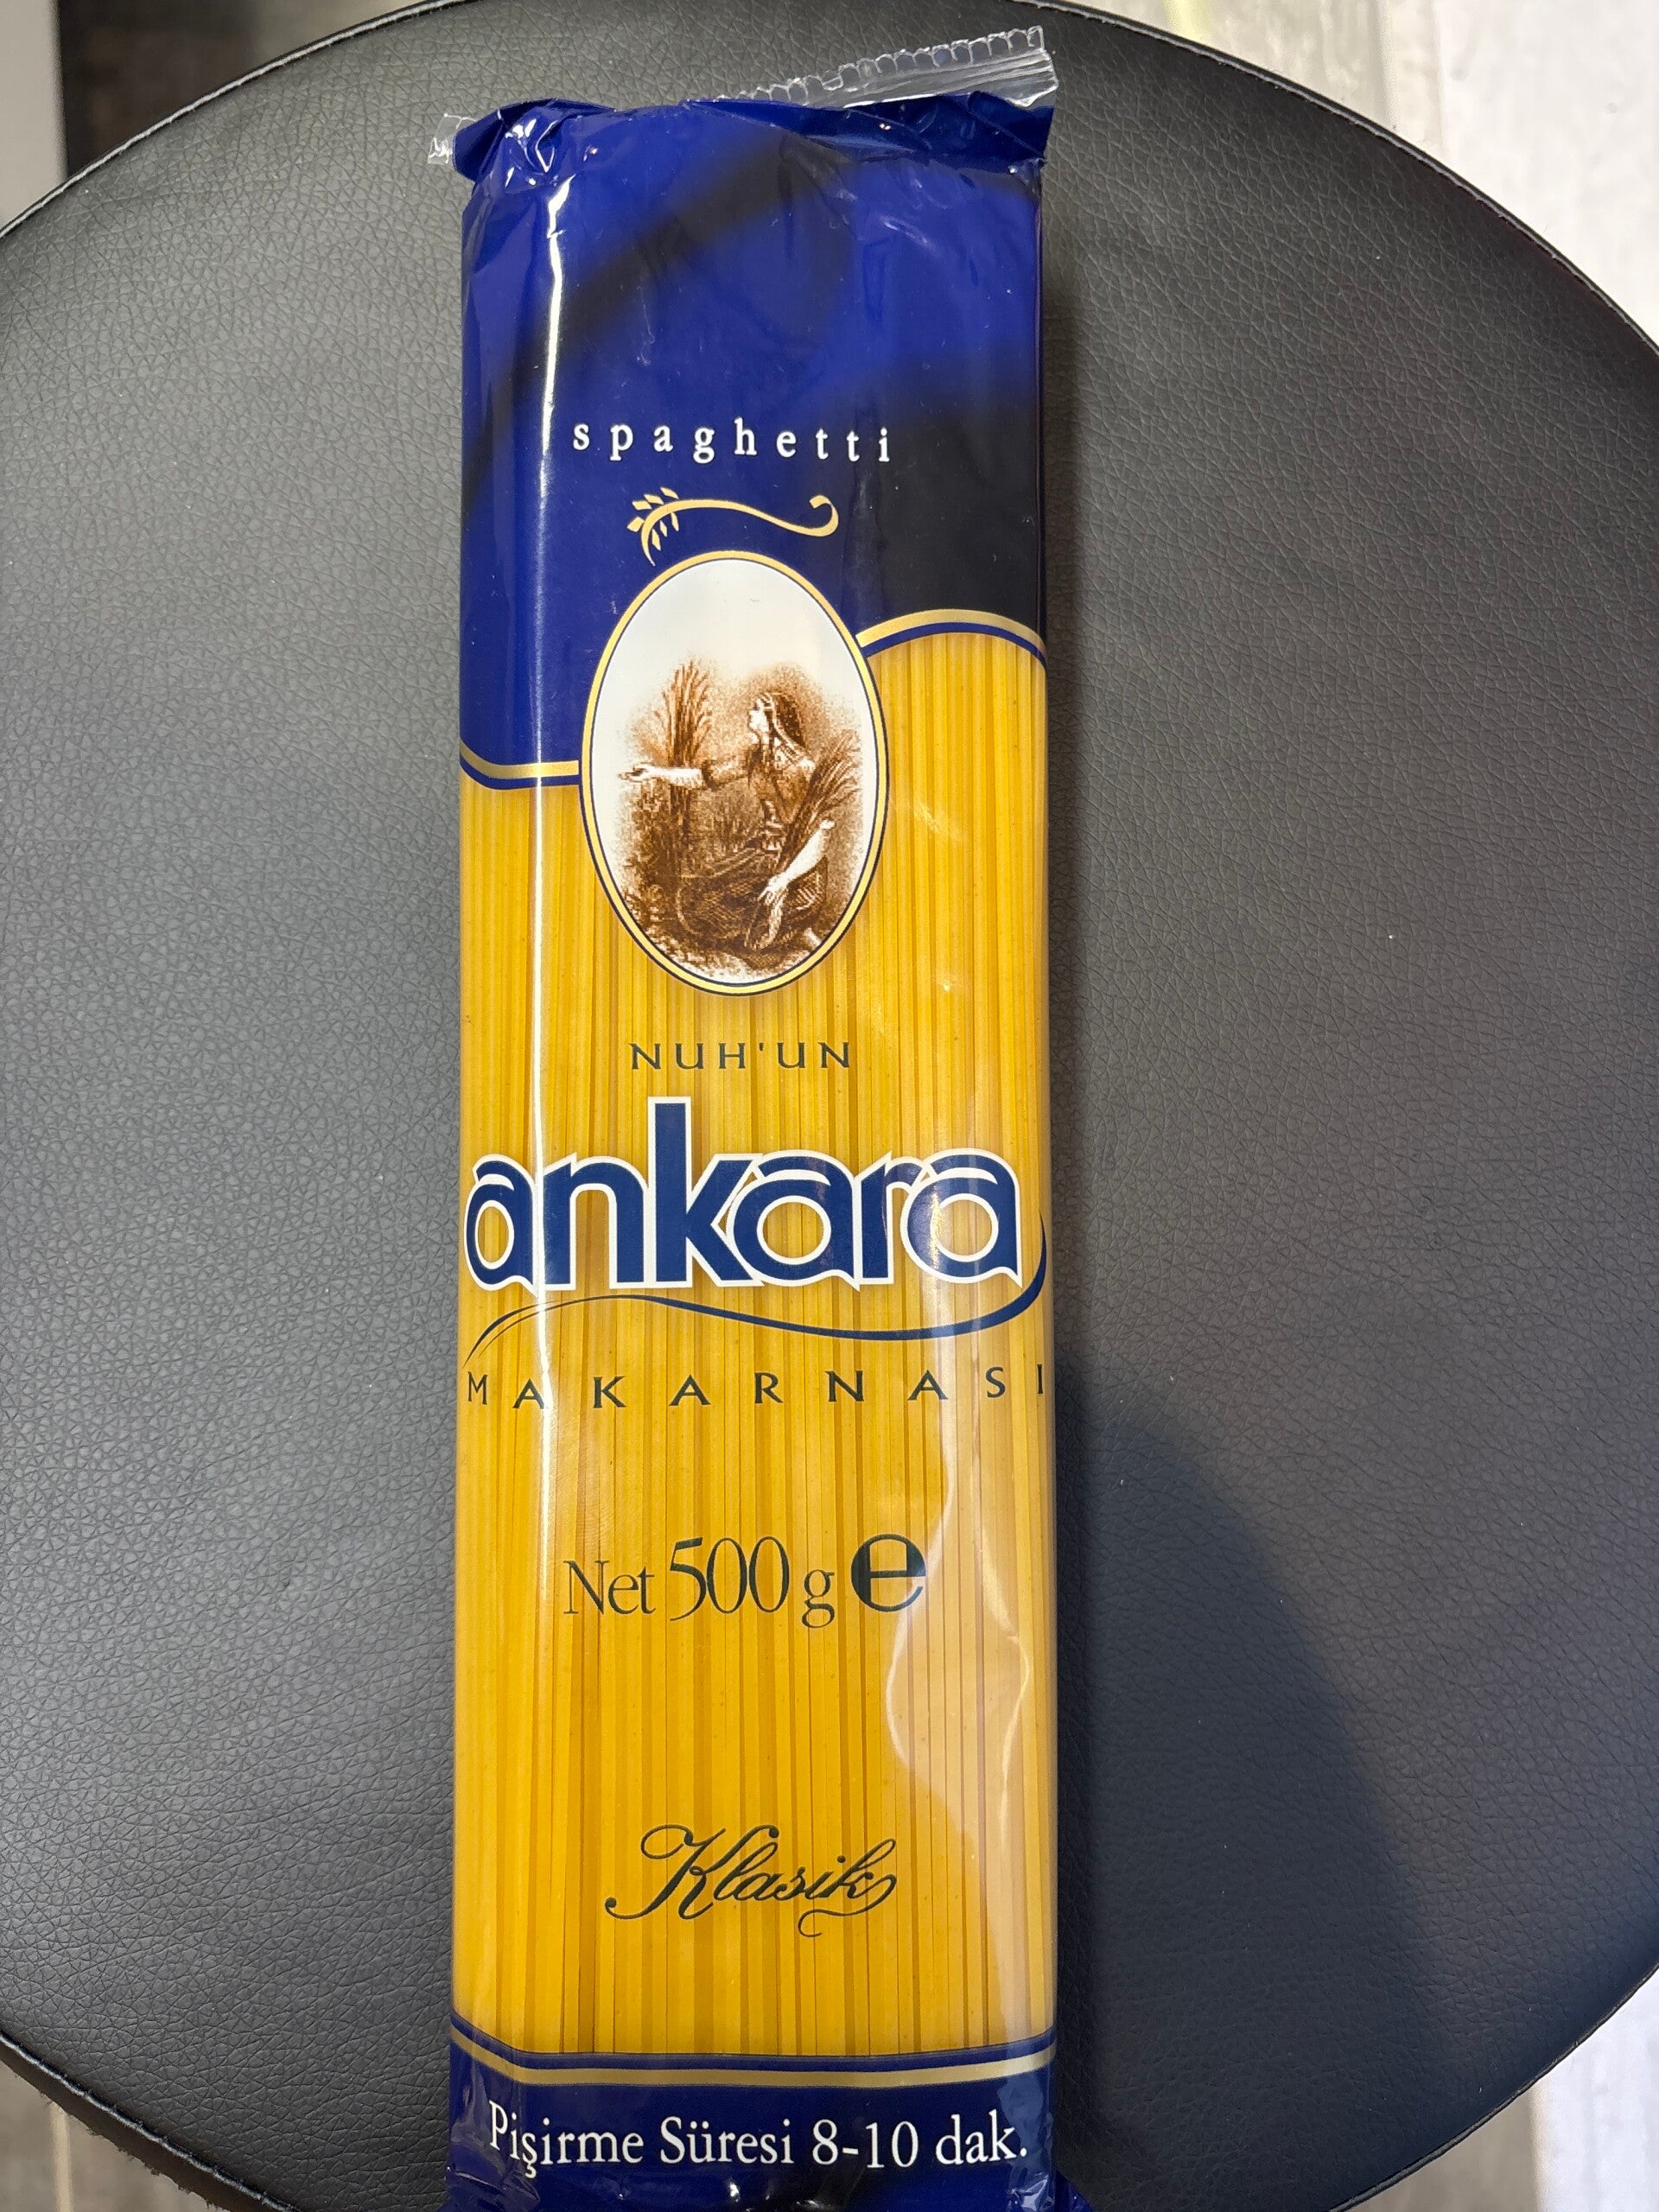 spaghetti
NUH'UN
ankara
MAKARNASI
Net 500 g e
Klasik
Pişirme Süresi 8-10 dak.